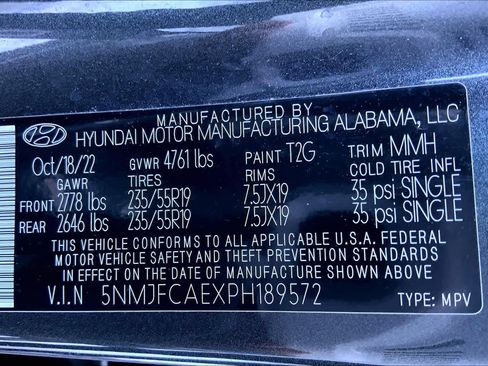 MANUFACTURED BY
HYUNDAI MOTOR MANUFACTURING ALABAMA, LLC
Oct/18/22 GVWR 4761 lbs PAINT T2G TRIM MMH
GAWR TIRES RIMS COLD TIRE INFL
FRONT 2778 lbs 235/55R19 7.5JX19 35 psi SINGLE
REAR 2646 lbs 235/55R19 7.5JX19 35 psi SINGLE
THIS VEHICLE CONFORMS TO ALL APPLICABLE U.S.A. FEDERAL
MOTOR VEHICLE SAFETY AND THEFT PREVENTION STANDARDS
IN EFFECT ON THE DATE OF MANUFACTURE SHOWN ABOVE.
V.I.N 5NMJFCAEXPH189572 TYPE: MPV